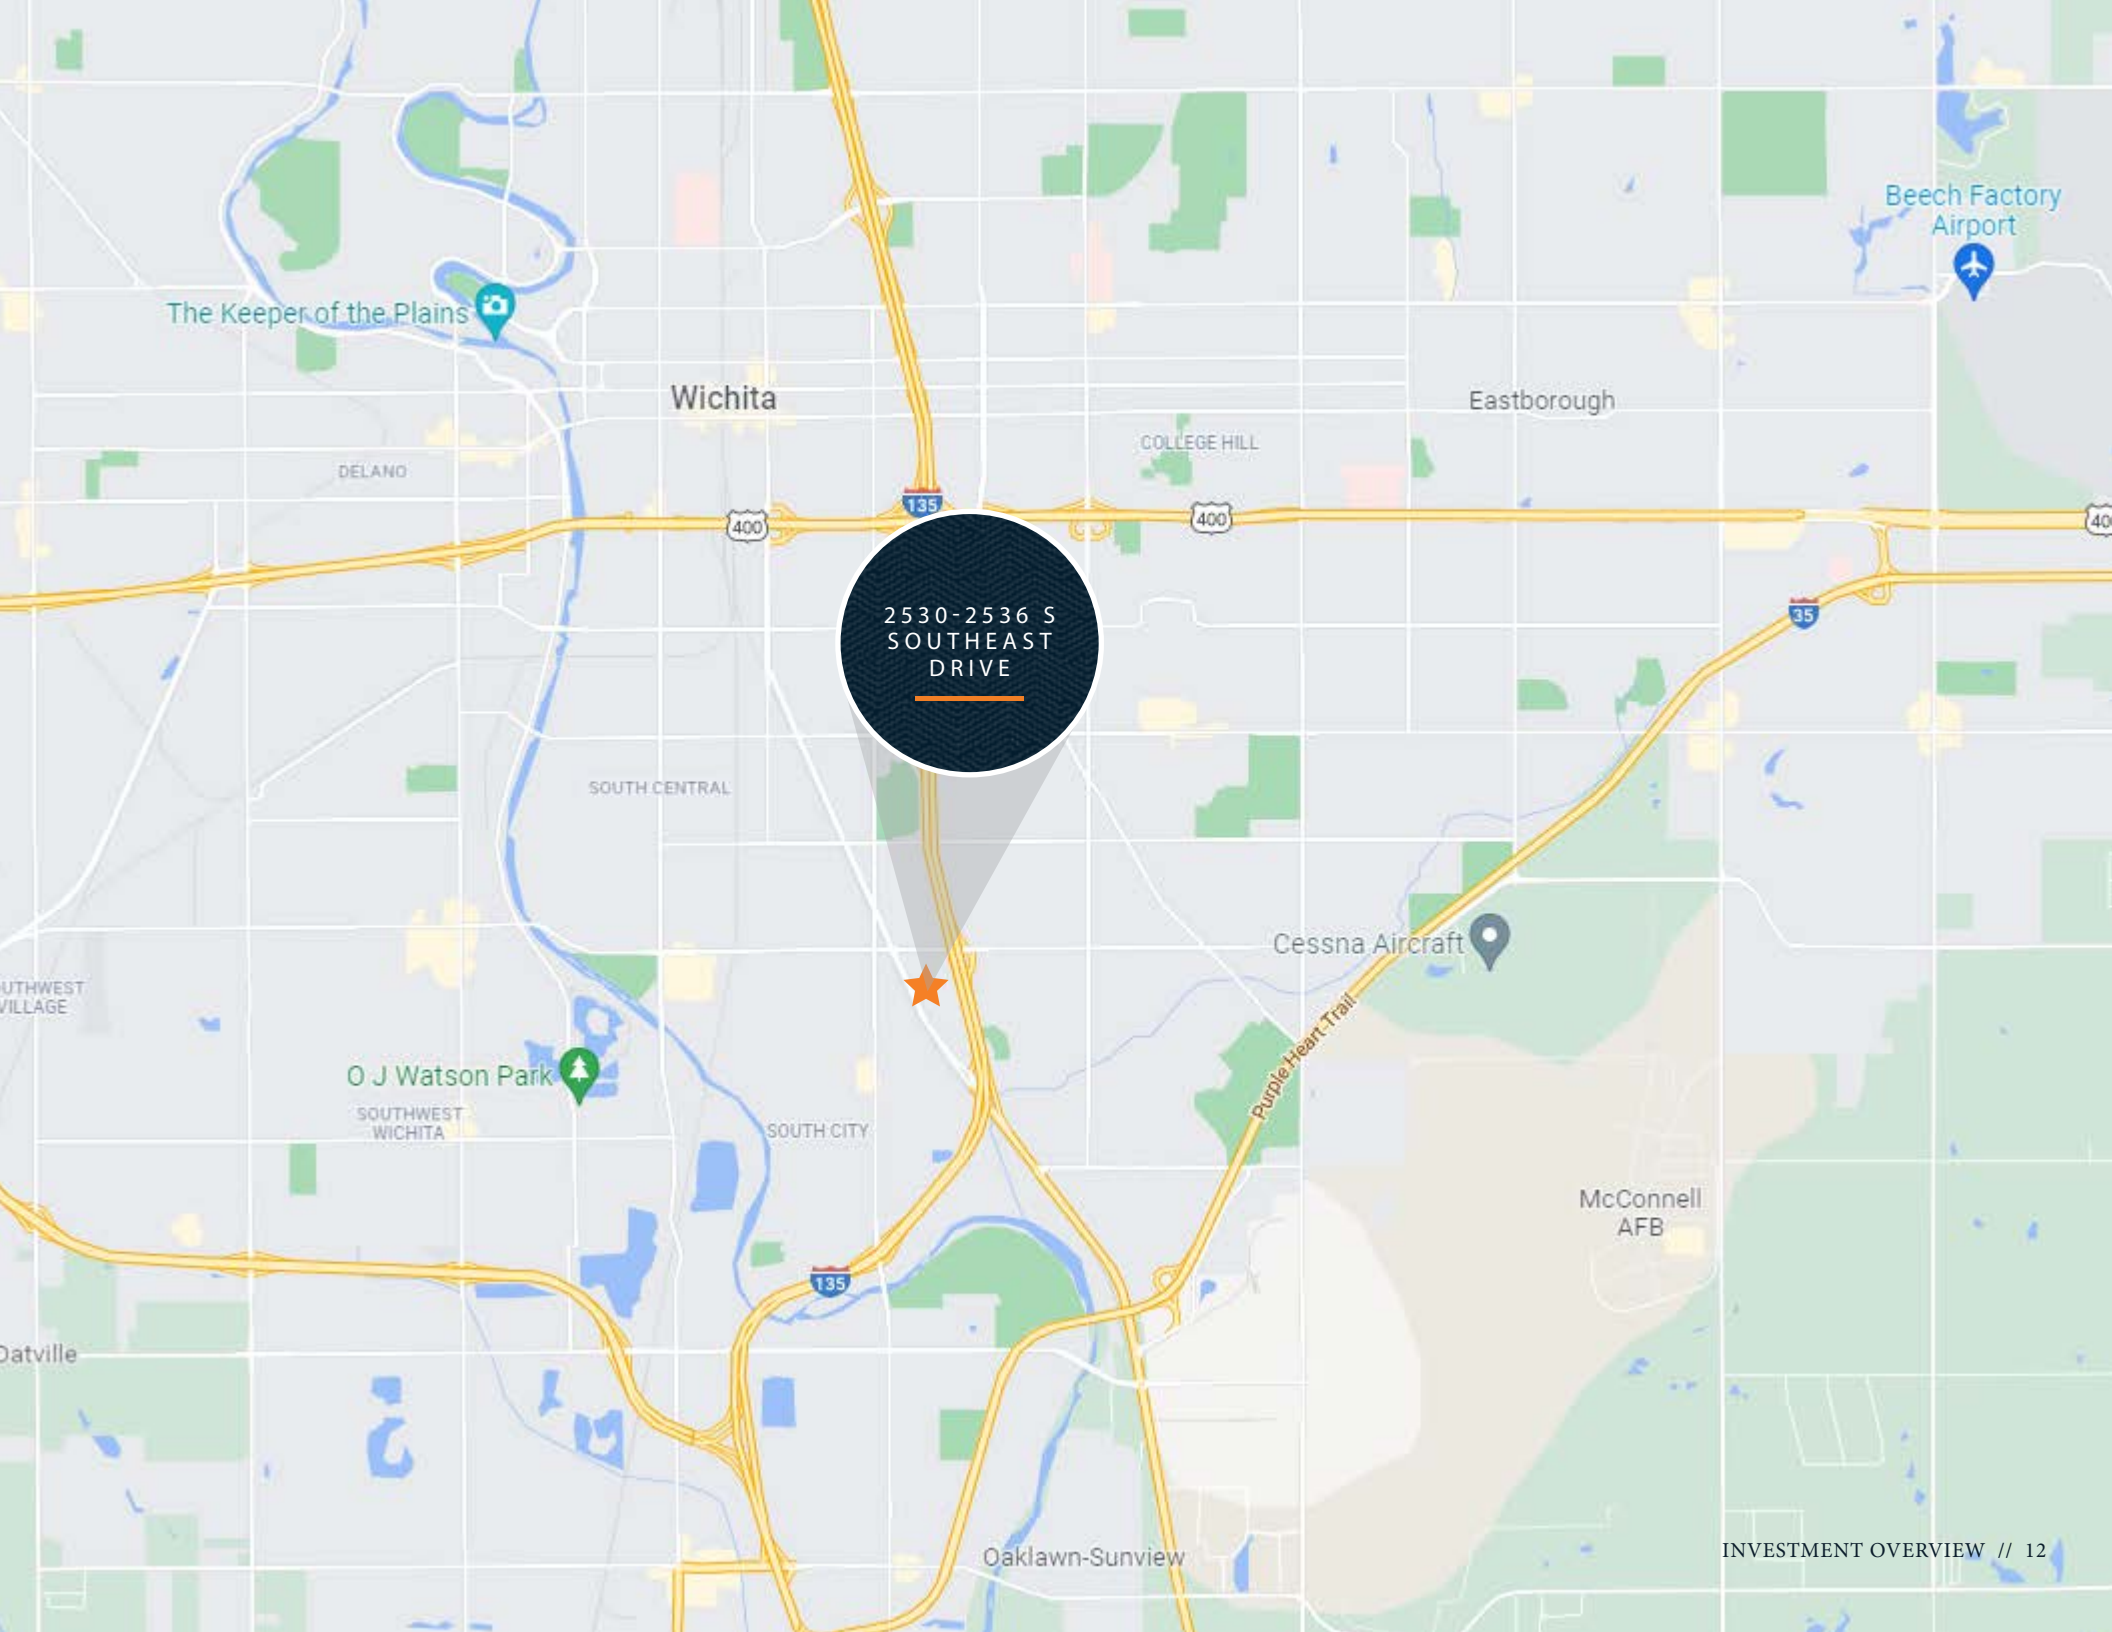 Beech Factory
Airport
The Keeper of the Plains
Wichita
Eastborough
COLLEGE HILL
DELANO
135
400
400
40
2530-2536 S
SOUTHEAST
DRIVE
35
SOUTH CENTRAL
Cessna Aircraft
UTHWEST
VILLAGE
Purple Heart Trail
O J Watson Park
SOUTHWEST
WICHITA
SOUTH CITY
McConnell
AFB
135
Oatville
Oaklawn-Sunview
INVESTMENT OVERVIEW // 12